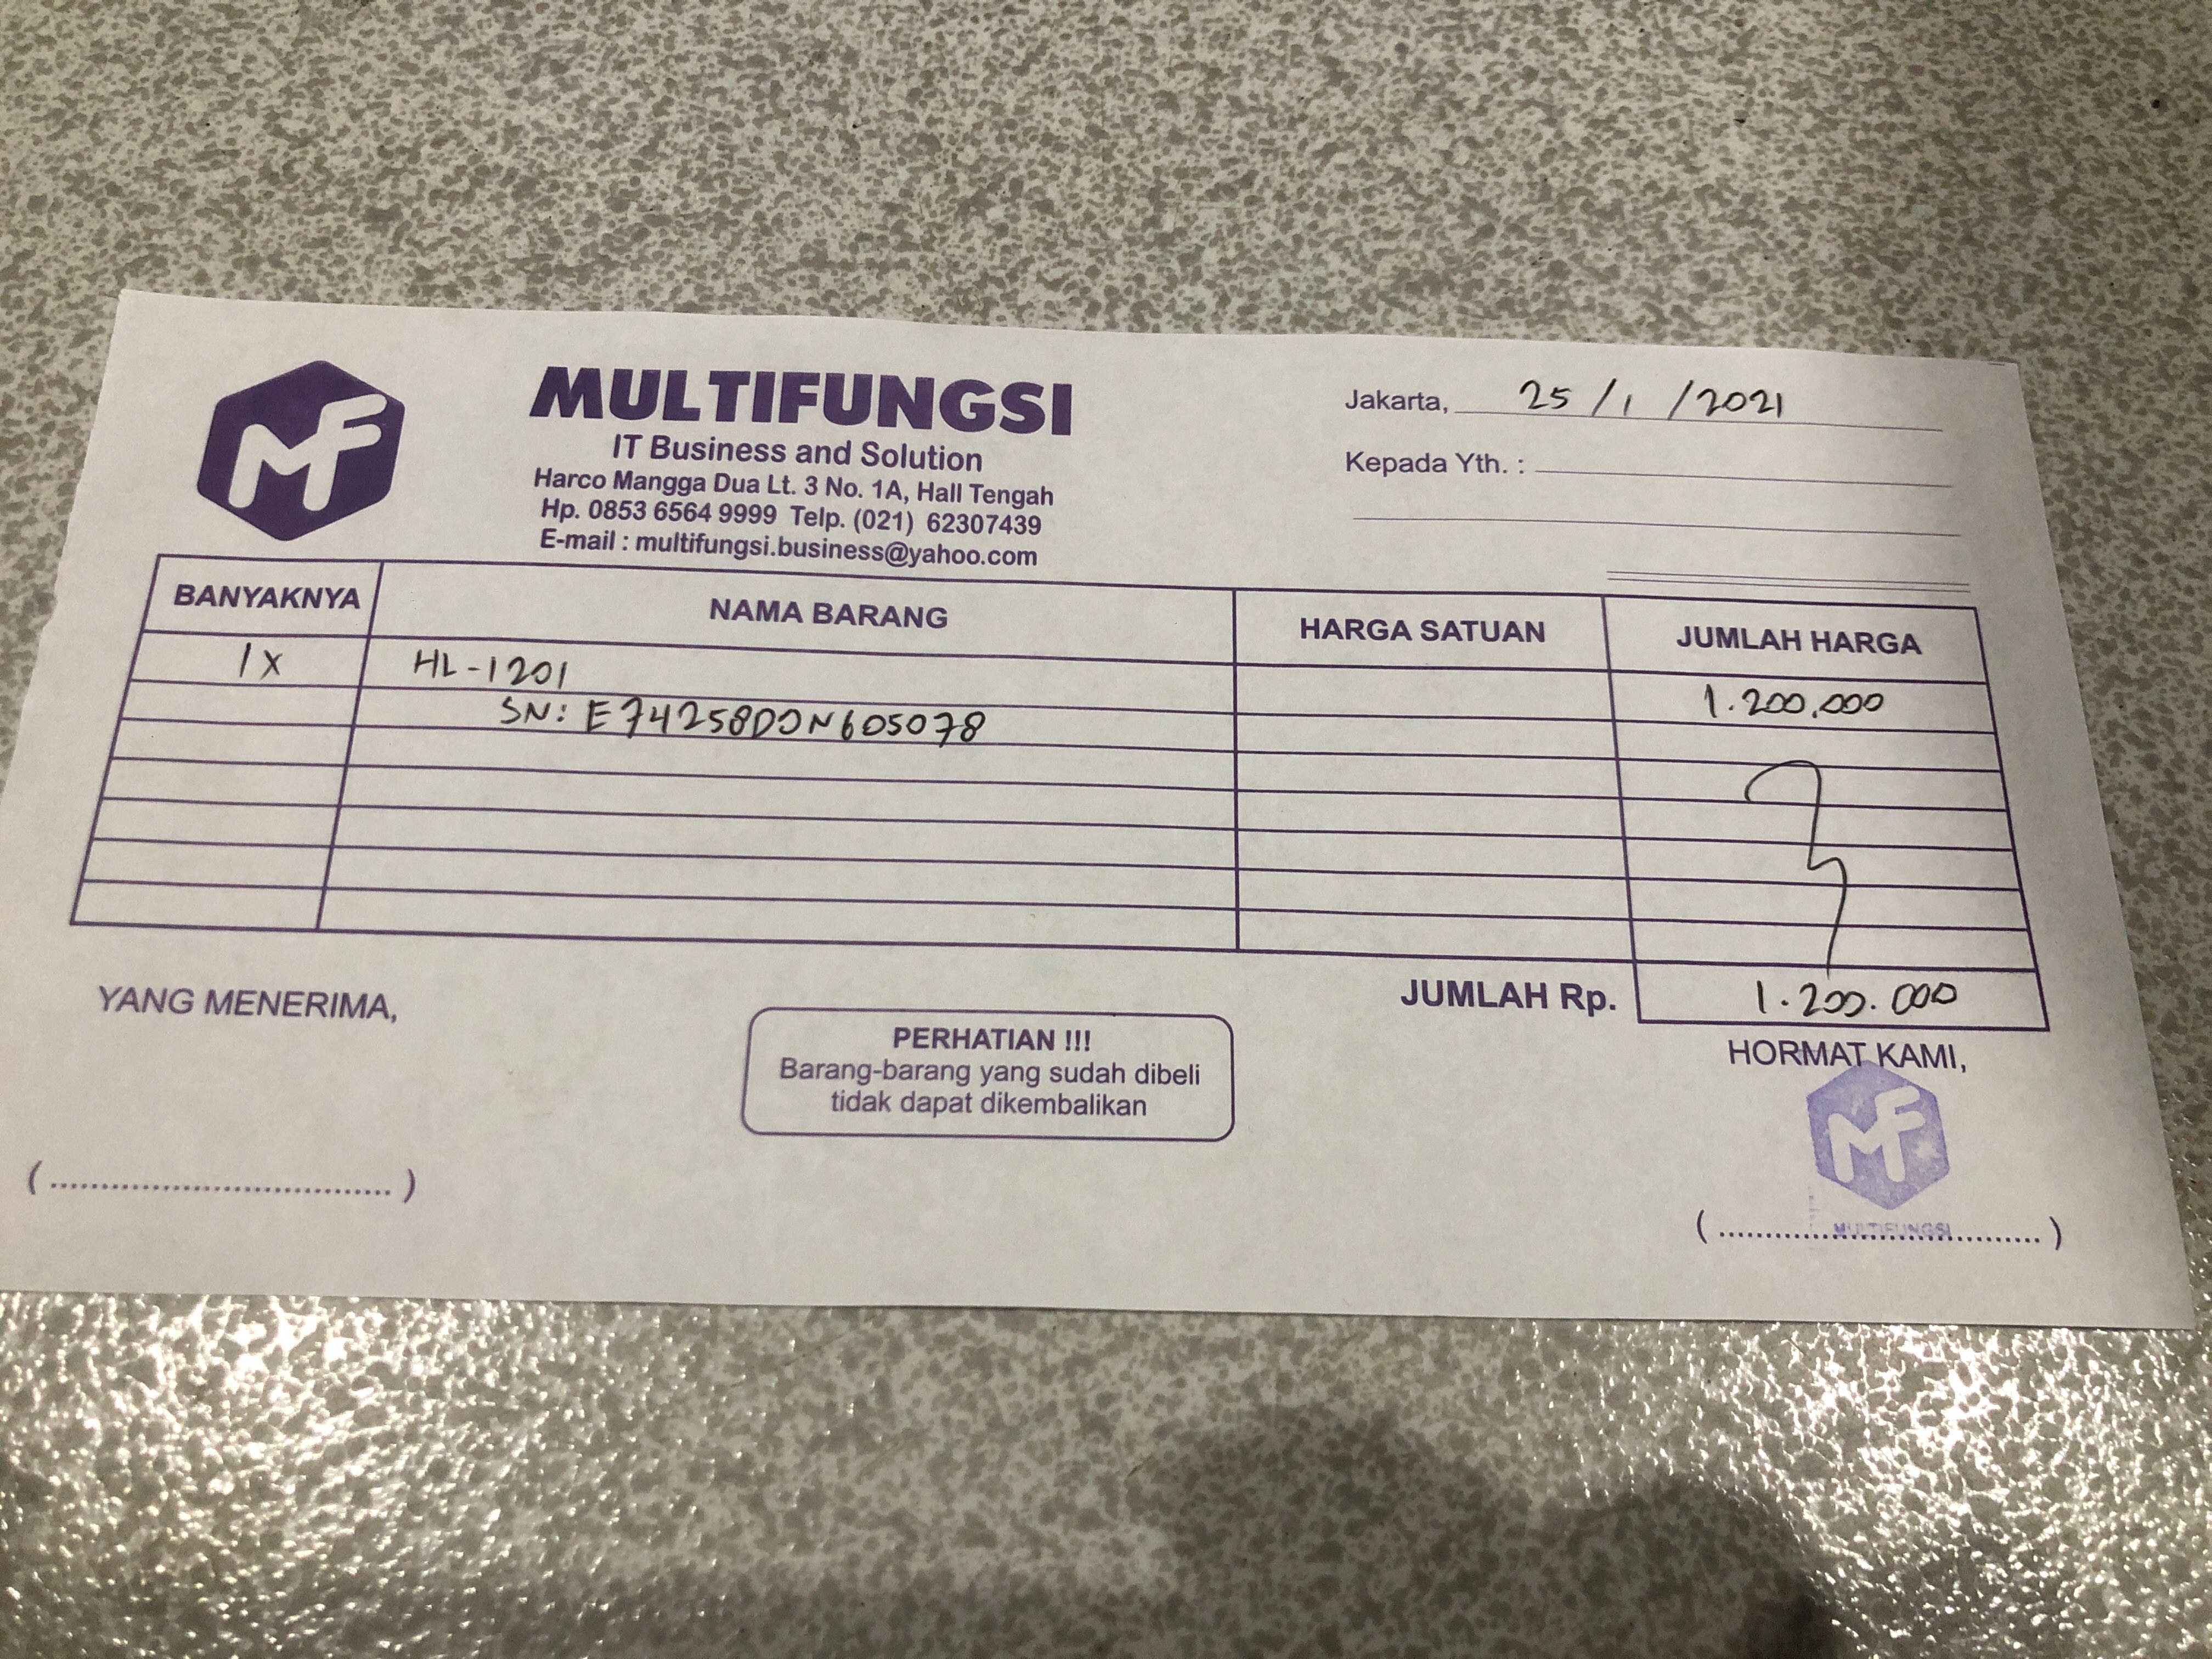 MF
MULTIFUNGSI
IT Business and Solution
Harco Mangga Dua Lt. 3 No. 1A, Hall Tengah
Hp. 0853 6564 9999 Telp. (021) 62307439
E-mail : multifungsi.business@yahoo.com
Jakarta, 25 / 1 / 2021
Kepada Yth. :
BANYAKNYA NAMA BARANG HARGA SATUAN JUMLAH HARGA
1 X HL-1201 1.200.000
SN: E74258D0N605078
JUMLAH Rp. 1.200.000
YANG MENERIMA,
PERHATIAN !!!
Barang-barang yang sudah dibeli
tidak dapat dikembalikan
HORMAT KAMI,
MF
MULTIFUNGSI
(..................................)
(..................................)